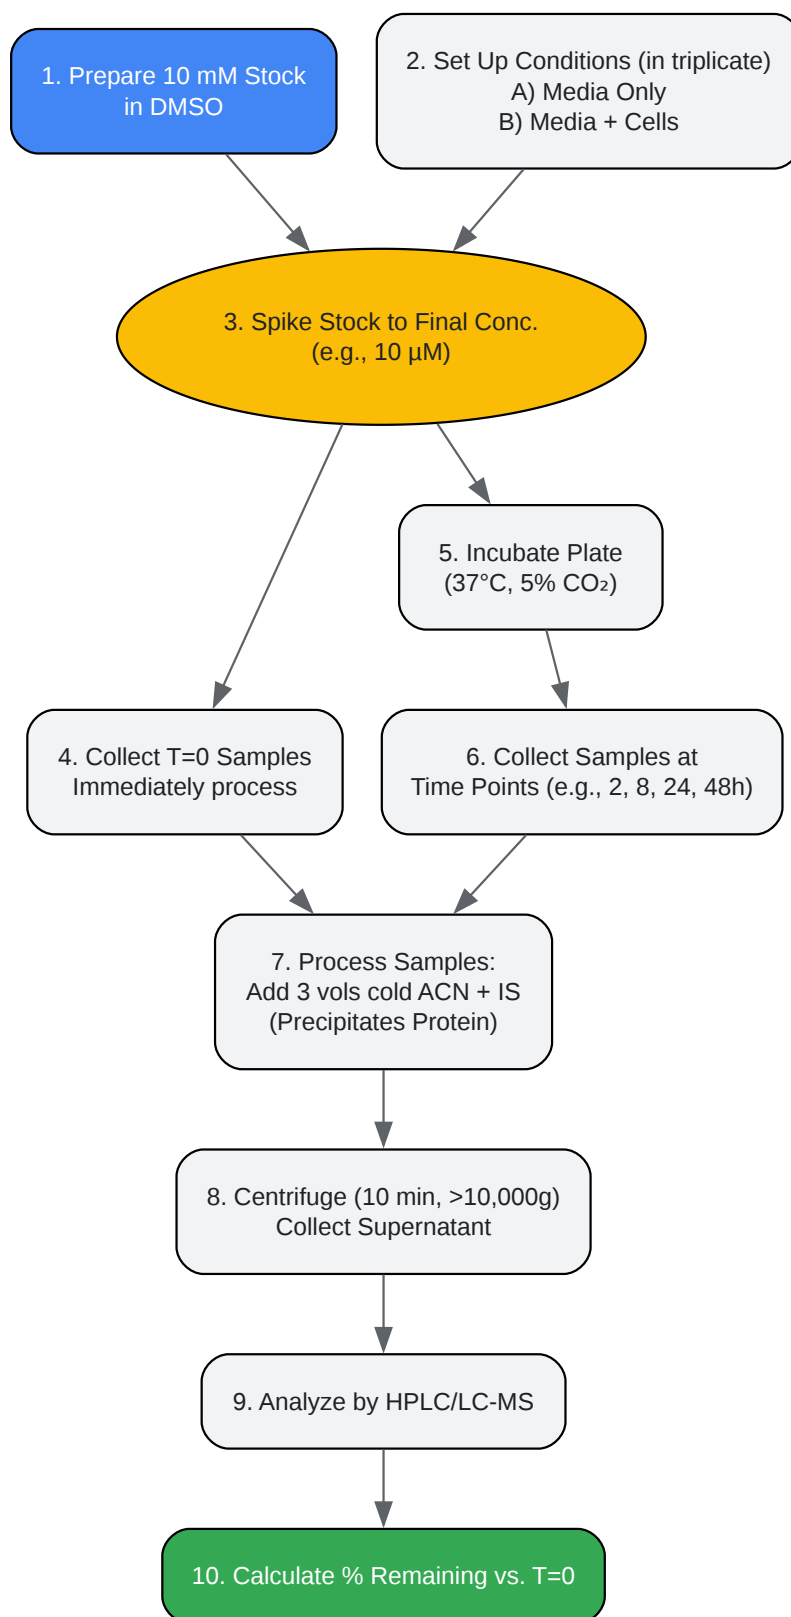 1. Prepare 10 mM Stock
in DMSO
2. Set Up Conditions (in triplicate)
A) Media Only
B) Media + Cells
3. Spike Stock to Final Conc.
(e.g., 10 µM)
5. Incubate Plate
(37°C, 5% CO₂)
4. Collect T=0 Samples
Immediately process
6. Collect Samples at
Time Points (e.g., 2, 8, 24, 48h)
7. Process Samples:
Add 3 vols cold ACN + IS
(Precipitates Protein)
8. Centrifuge (10 min, >10,000g)
Collect Supernatant
9. Analyze by HPLC/LC-MS
10. Calculate % Remaining vs. T=0